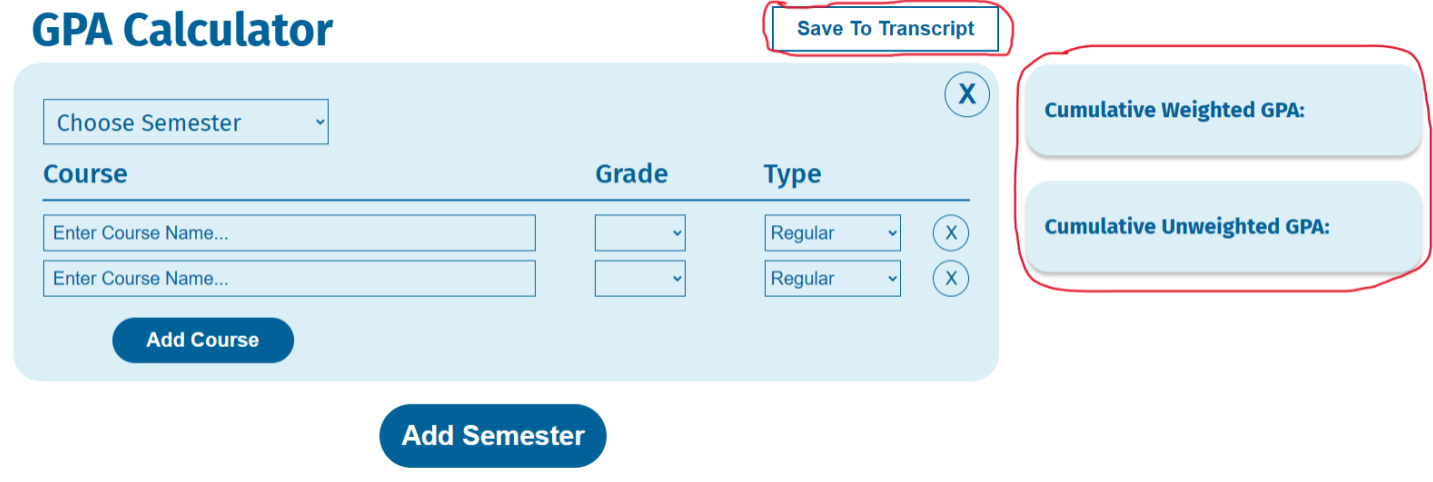 GPA Calculator
Save To Transcript
X
Choose Semester
Course Grade Type
Enter Course Name... Regular X
Enter Course Name... Regular X
Add Course
Add Semester
Cumulative Weighted GPA:
Cumulative Unweighted GPA: